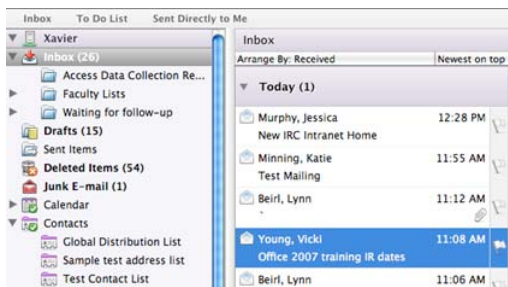 Inbox To Do List Sent Directly to Me
Xavier
Inbox (26)
Access Data Collection Re...
Faculty Lists
Waiting for follow-up
Drafts (15)
Sent Items
Deleted Items (54)
Junk E-mail (1)
Calendar
Contacts
Global Distribution List
Sample test address list
Test Contact List
Inbox
Arrange By: Received Newest on top
Today (1)
Murphy, Jessica 12:28 PM
New IRC Intranet Home
Minning, Katie 11:55 AM
Test Mailing
Beirl, Lynn 11:12 AM
`
Young, Vicki 11:08 AM
Office 2007 training IR dates
Beirl, Lynn 11:06 AM